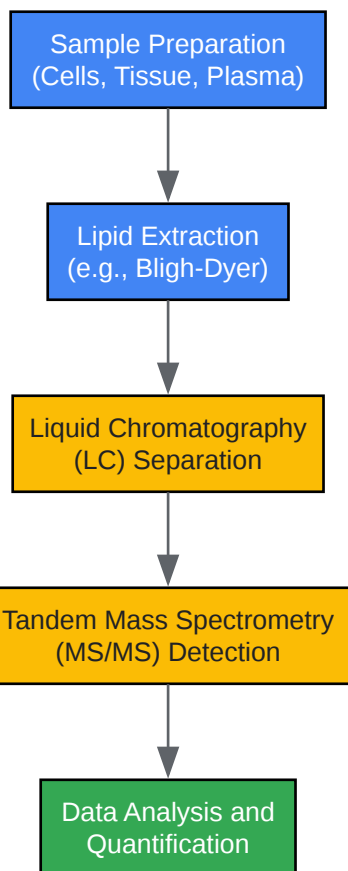 Sample Preparation
(Cells, Tissue, Plasma)
Lipid Extraction
(e.g., Bligh-Dyer)
Liquid Chromatography
(LC) Separation
Tandem Mass Spectrometry
(MS/MS) Detection
Data Analysis and
Quantification